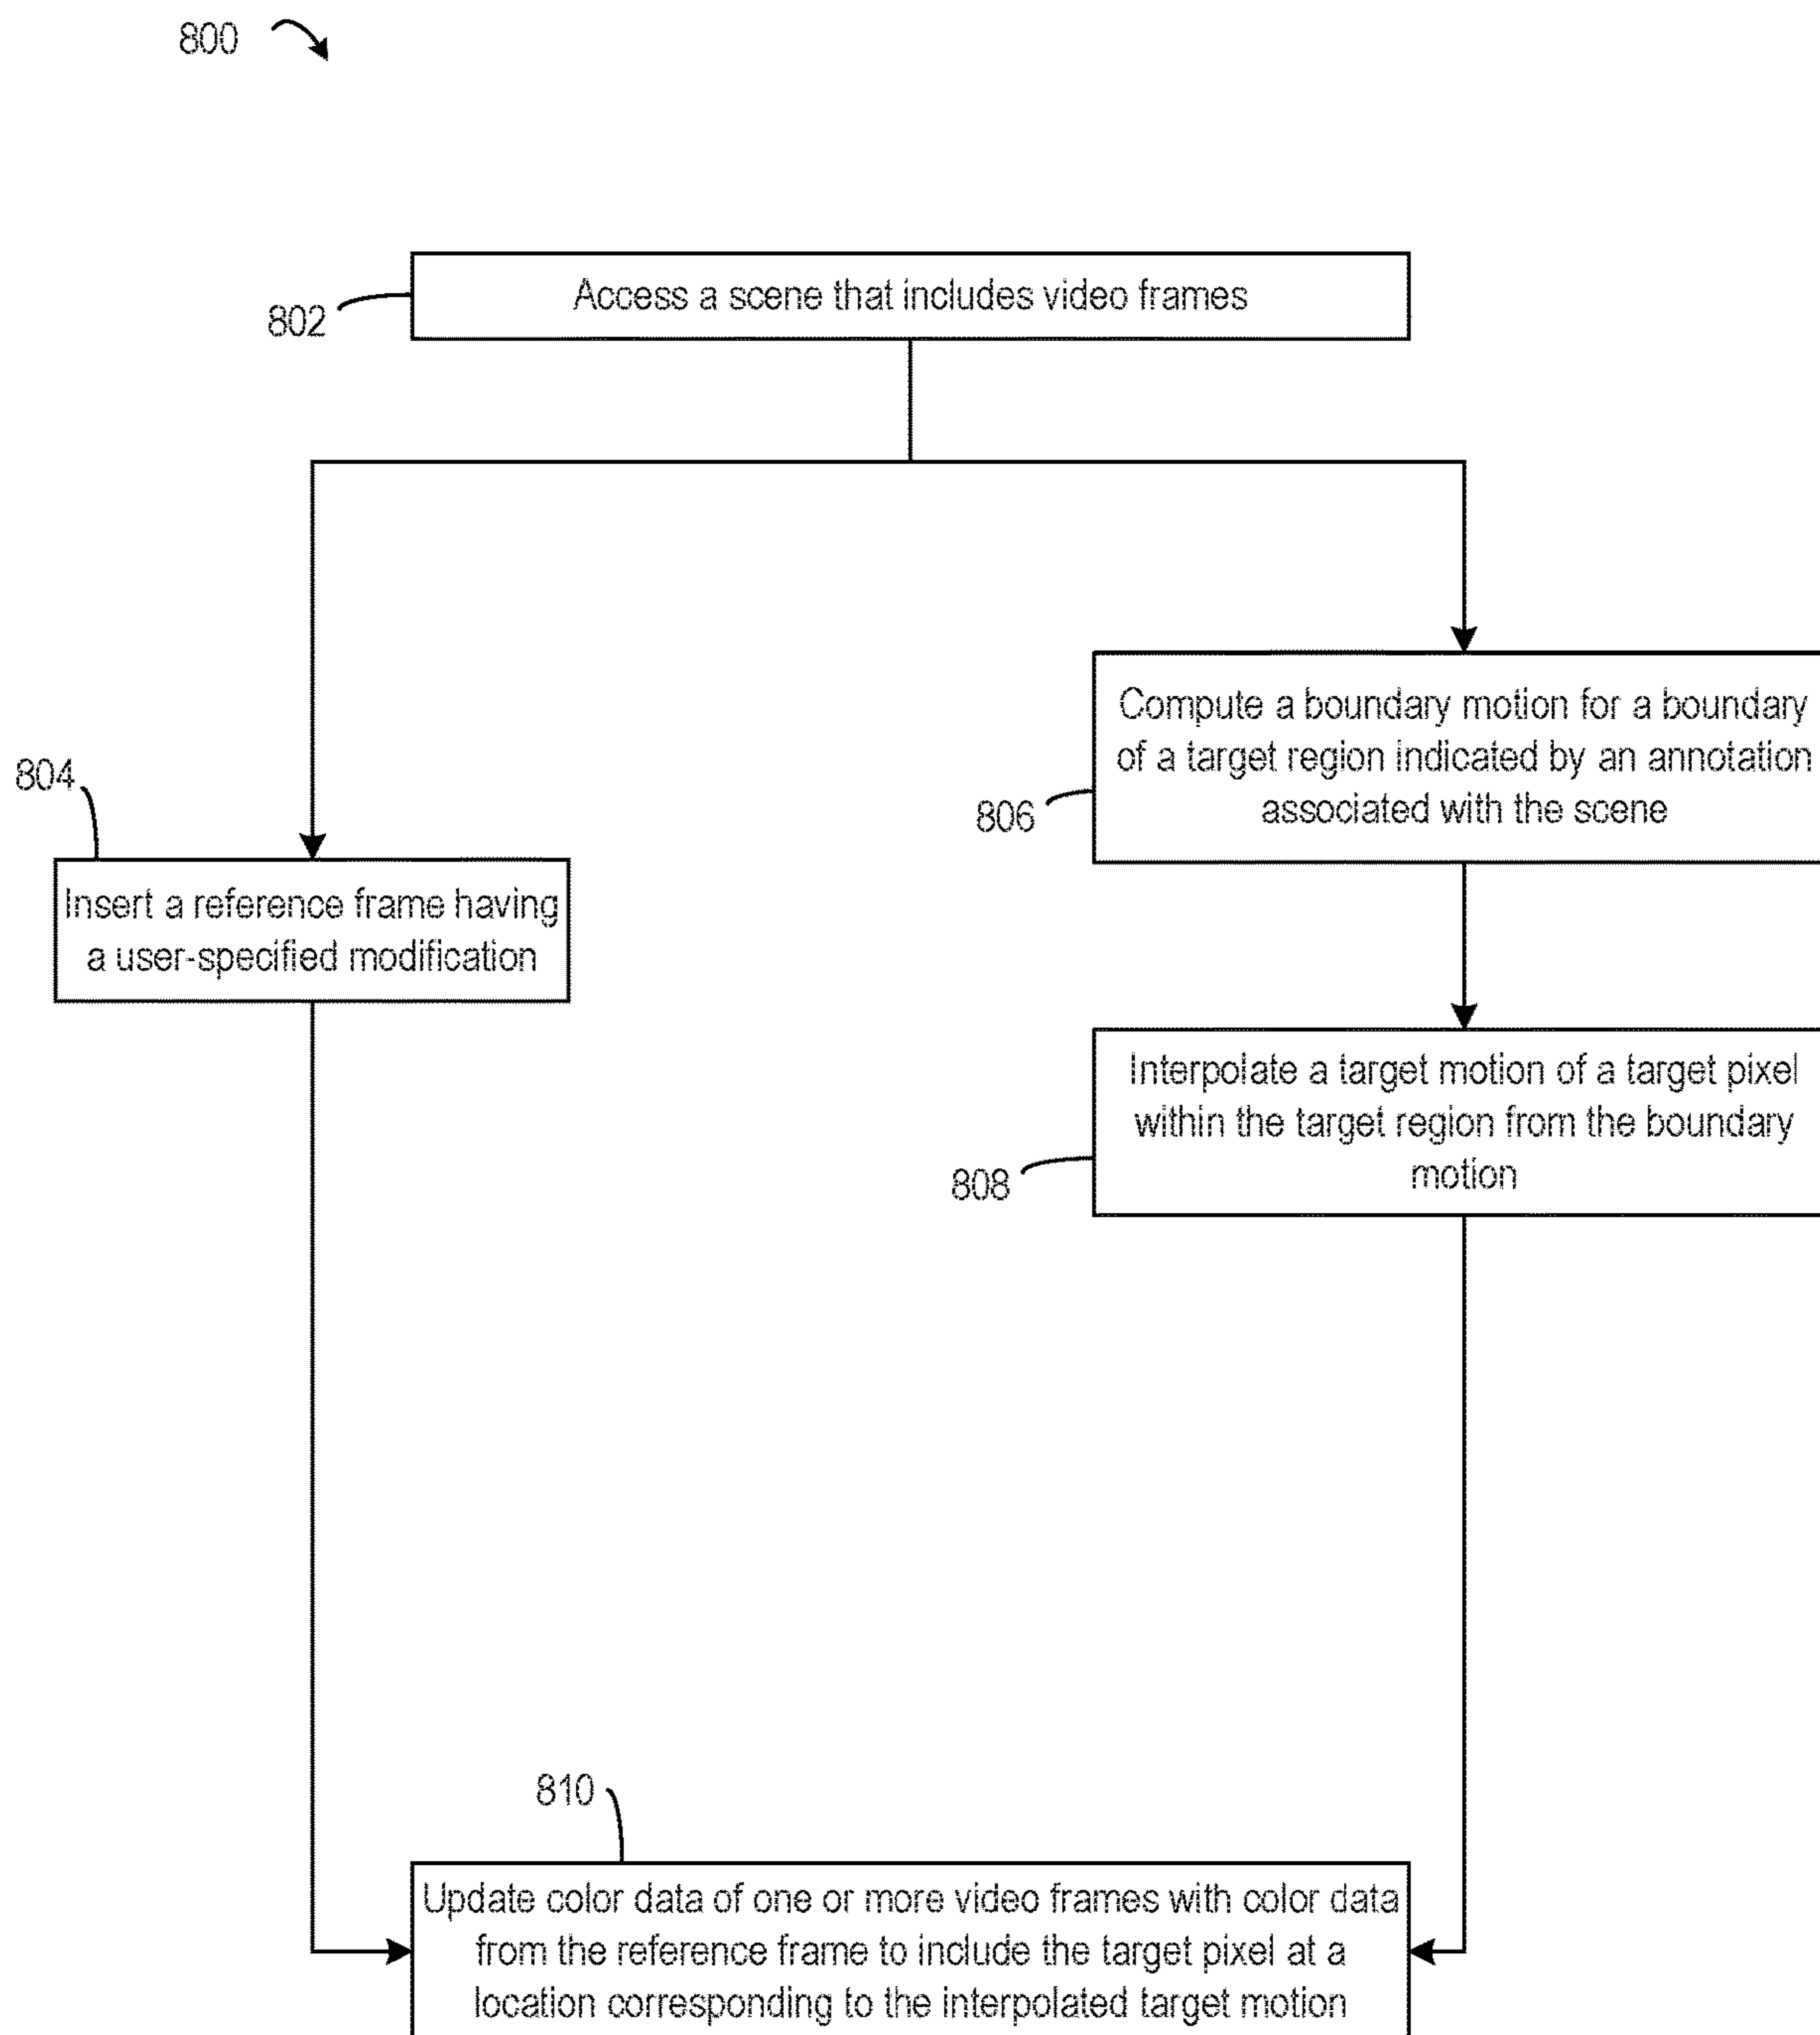 800
802
Access a scene that includes video frames
804
Insert a reference frame having
a user-specified modification
806
Compute a boundary motion for a boundary
of a target region indicated by an annotation
associated with the scene
808
Interpolate a target motion of a target pixel
within the target region from the boundary
motion
810
Update color data of one or more video frames with color data
from the reference frame to include the target pixel at a
location corresponding to the interpolated target motion